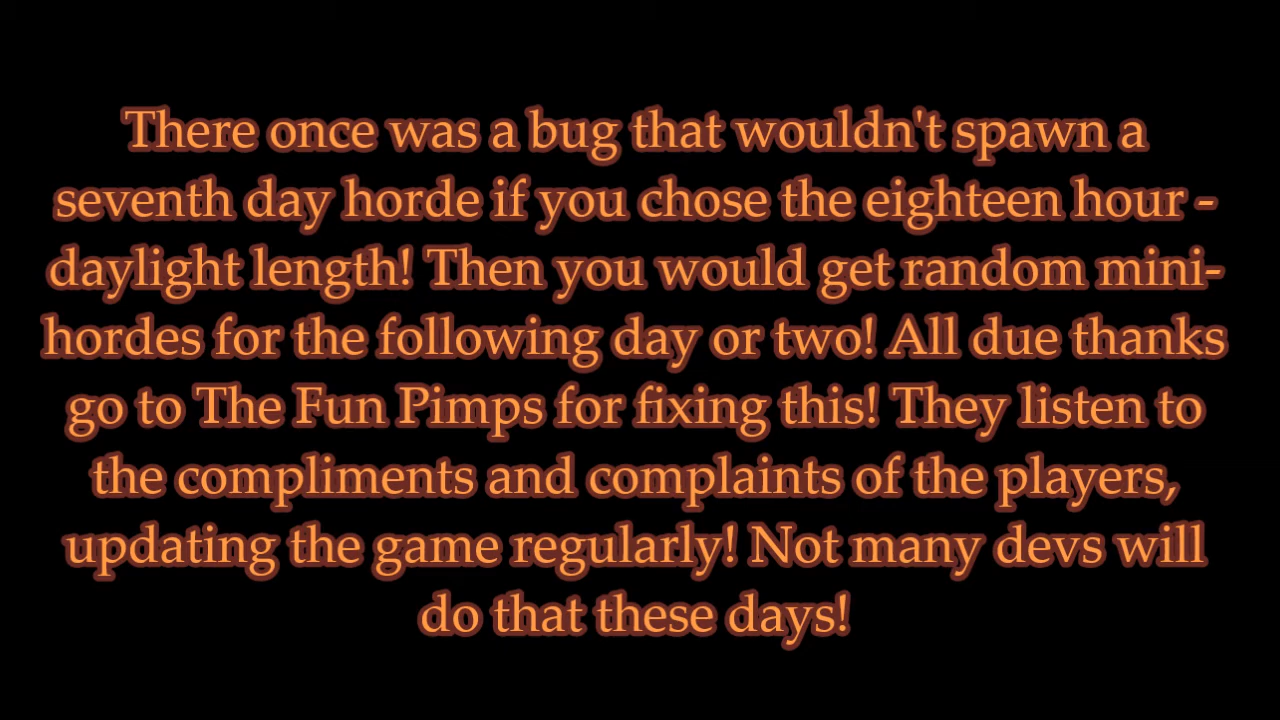 There once was a bug that wouldn't spawn a
seventh day horde if you chose the eighteen hour -
daylight length! Then you would get random mini-
hordes for the following day or two! All due thanks
go to The Fun Pimps for fixing this! They listen to
the compliments and complaints of the players,
updating the game regularly! Not many devs will
do that these days!